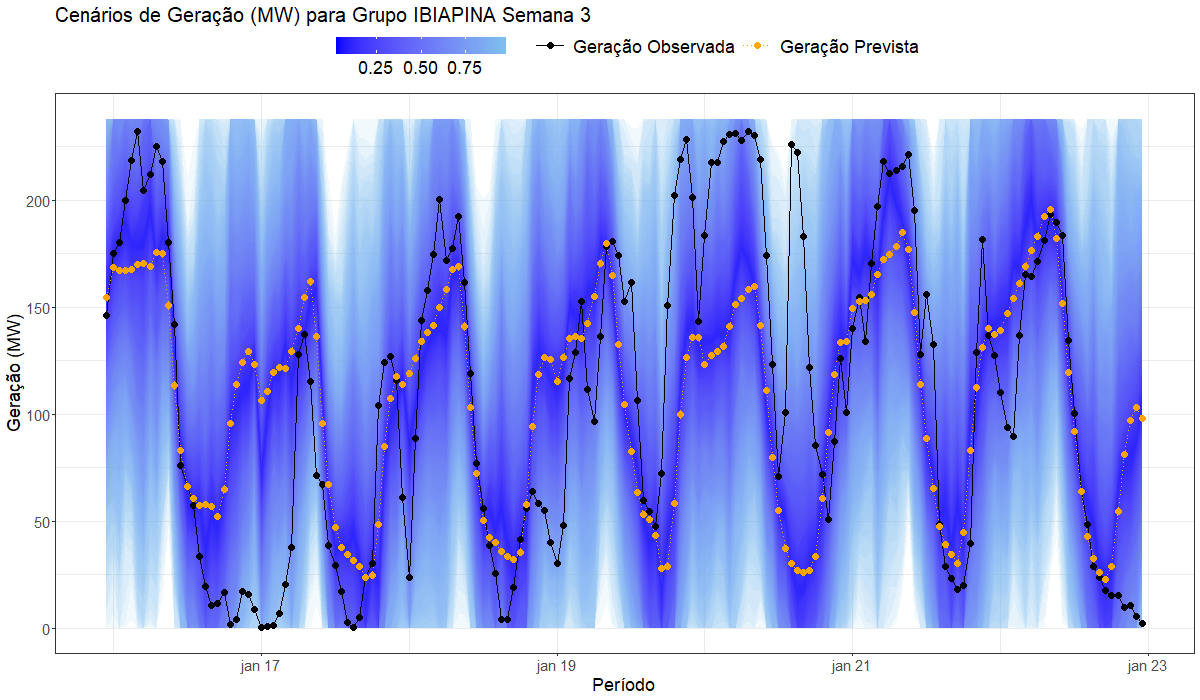 Cenários de Geração (MW) para Grupo IBIAPINA Semana 3
0.25 0.50 0.75
Geração Observada
Geração Prevista
Geração (MW)
200
150
100
50
0
jan 17
jan 19
jan 21
jan 23
Período